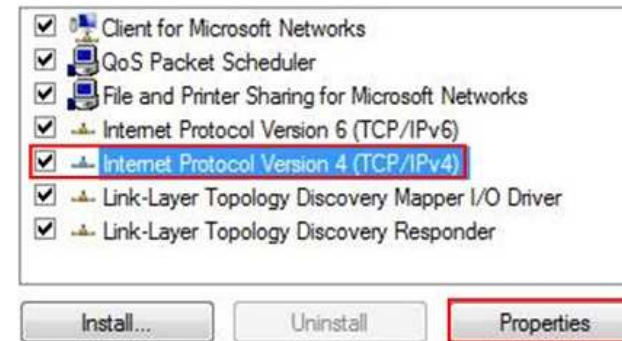 Client for Microsoft Networks
QoS Packet Scheduler
File and Printer Sharing for Microsoft Networks
Internet Protocol Version 6 (TCP/IPv6)
Internet Protocol Version 4 (TCP/IPv4)
Link-Layer Topology Discovery Mapper I/O Driver
Link-Layer Topology Discovery Responder
Install... Uninstall Properties